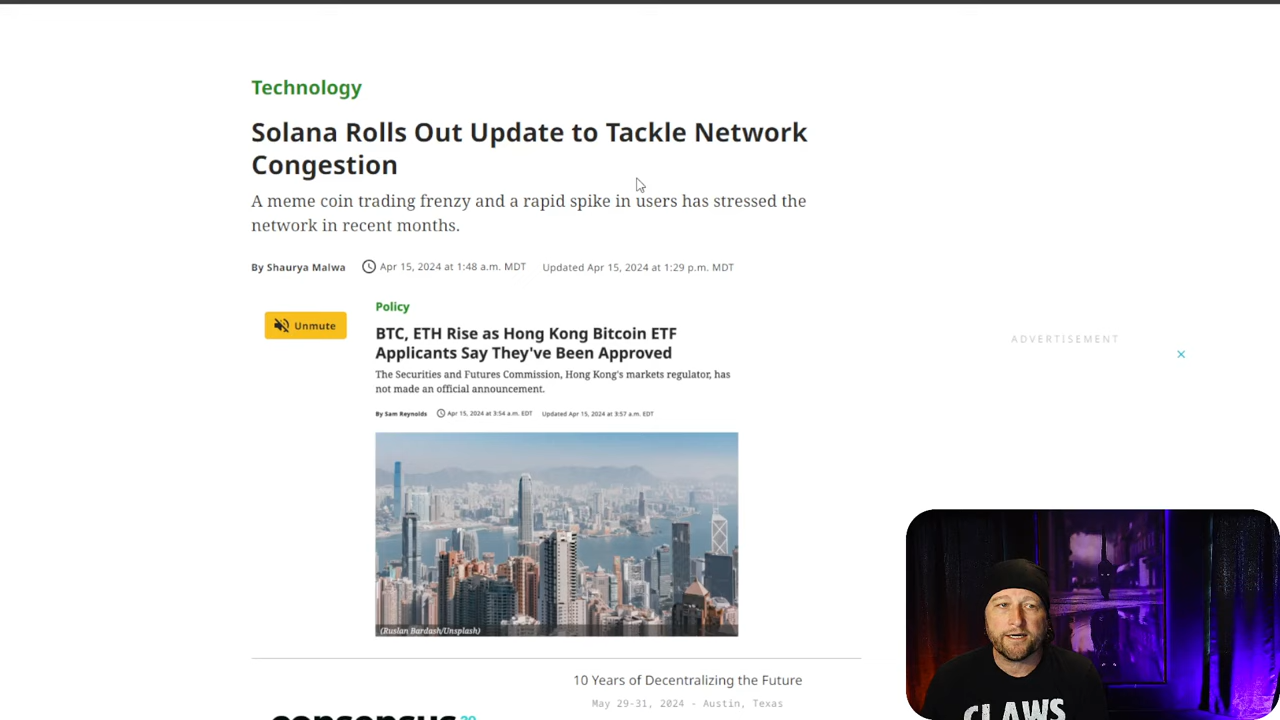 Technology
Solana Rolls Out Update to Tackle Network
Congestion
A meme coin trading frenzy and a rapid spike in users has stressed the
network in recent months.
By Shaurya Malwa Apr 15, 2024 at 1:48 a.m. MDT Updated Apr 15, 2024 at 1:29 p.m. MDT
Unmute
Policy
BTC, ETH Rise as Hong Kong Bitcoin ETF
Applicants Say They've Been Approved
The Securities and Futures Commission, Hong Kong's markets regulator, has
not made an official announcement.
By Sam Reynolds Apr 15, 2024 at 3:54 a.m. EDT Updated Apr 15, 2024 at 3:57 a.m. EDT
(Ruslan Bardash/Unsplash)
ADVERTISEMENT
10 Years of Decentralizing the Future
May 29-31, 2024 - Austin, Texas
consensus 20
CLAWS